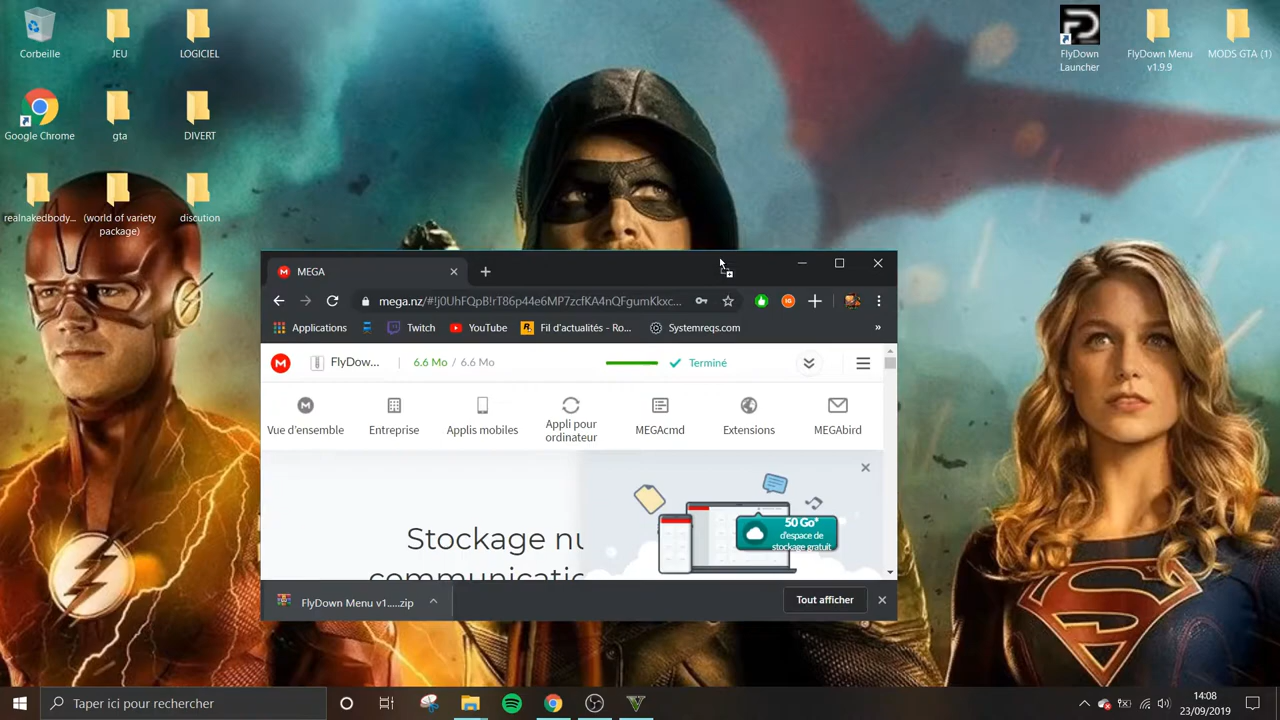 Corbeille
JEU
LOGICIEL
FlyDown
Launcher
FlyDown Menu
v1.9.9
MODS GTA (1)
Google Chrome
gta
DIVERT
realnakedbody...
(world of variety
package)
discution
MEGA
mega.nz/#!j0UhFQpB!rT86p44e6MP7zcfKA4nQFgumKkxc...
Applications
Twitch
YouTube
Fil d'actualités - Ro...
Systemreqs.com
»
FlyDow...
6.6 Mo / 6.6 Mo
Terminé
Vue d'ensemble
Entreprise
Applis mobiles
Appli pour
ordinateur
MEGAcmd
Extensions
MEGAbird
Stockage nu
communicatio
50 Go*
d'espace de
stockage gratuit
FlyDown Menu v1.....zip
Tout afficher
Taper ici pour rechercher
14:08
23/09/2019